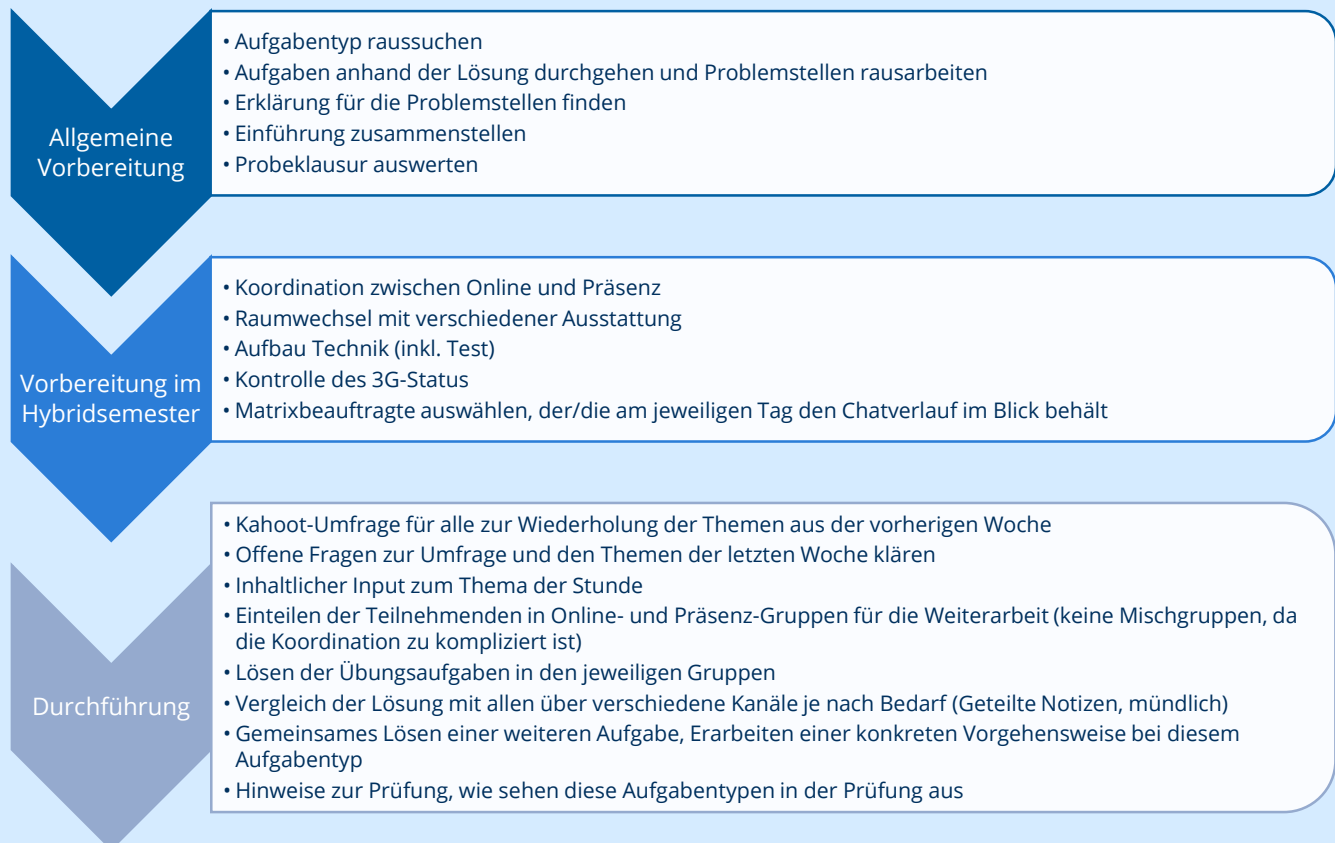 Allgemeine
Vorbereitung
• Aufgabentyp raussuchen
• Aufgaben anhand der Lösung durchgehen und Problemstellen rausarbeiten
• Erklärung für die Problemstellen finden
• Einführung zusammenstellen
• Probeklausur auswerten
Vorbereitung im
Hybridsemester
• Koordination zwischen Online und Präsenz
• Raumwechsel mit verschiedener Ausstattung
• Aufbau Technik (inkl. Test)
• Kontrolle des 3G-Status
• Matrixbeauftragte auswählen, der/die am jeweiligen Tag den Chatverlauf im Blick behält
Durchführung
• Kahoot-Umfrage für alle zur Wiederholung der Themen aus der vorherigen Woche
• Offene Fragen zur Umfrage und den Themen der letzten Woche klären
• Inhaltlicher Input zum Thema der Stunde
• Einteilen der Teilnehmenden in Online- und Präsenz-Gruppen für die Weiterarbeit (keine Mischgruppen, da
die Koordination zu kompliziert ist)
• Lösen der Übungsaufgaben in den jeweiligen Gruppen
• Vergleich der Lösung mit allen über verschiedene Kanäle je nach Bedarf (Geteilte Notizen, mündlich)
• Gemeinsames Lösen einer weiteren Aufgabe, Erarbeiten einer konkreten Vorgehensweise bei diesem
Aufgabentyp
• Hinweise zur Prüfung, wie sehen diese Aufgabentypen in der Prüfung aus